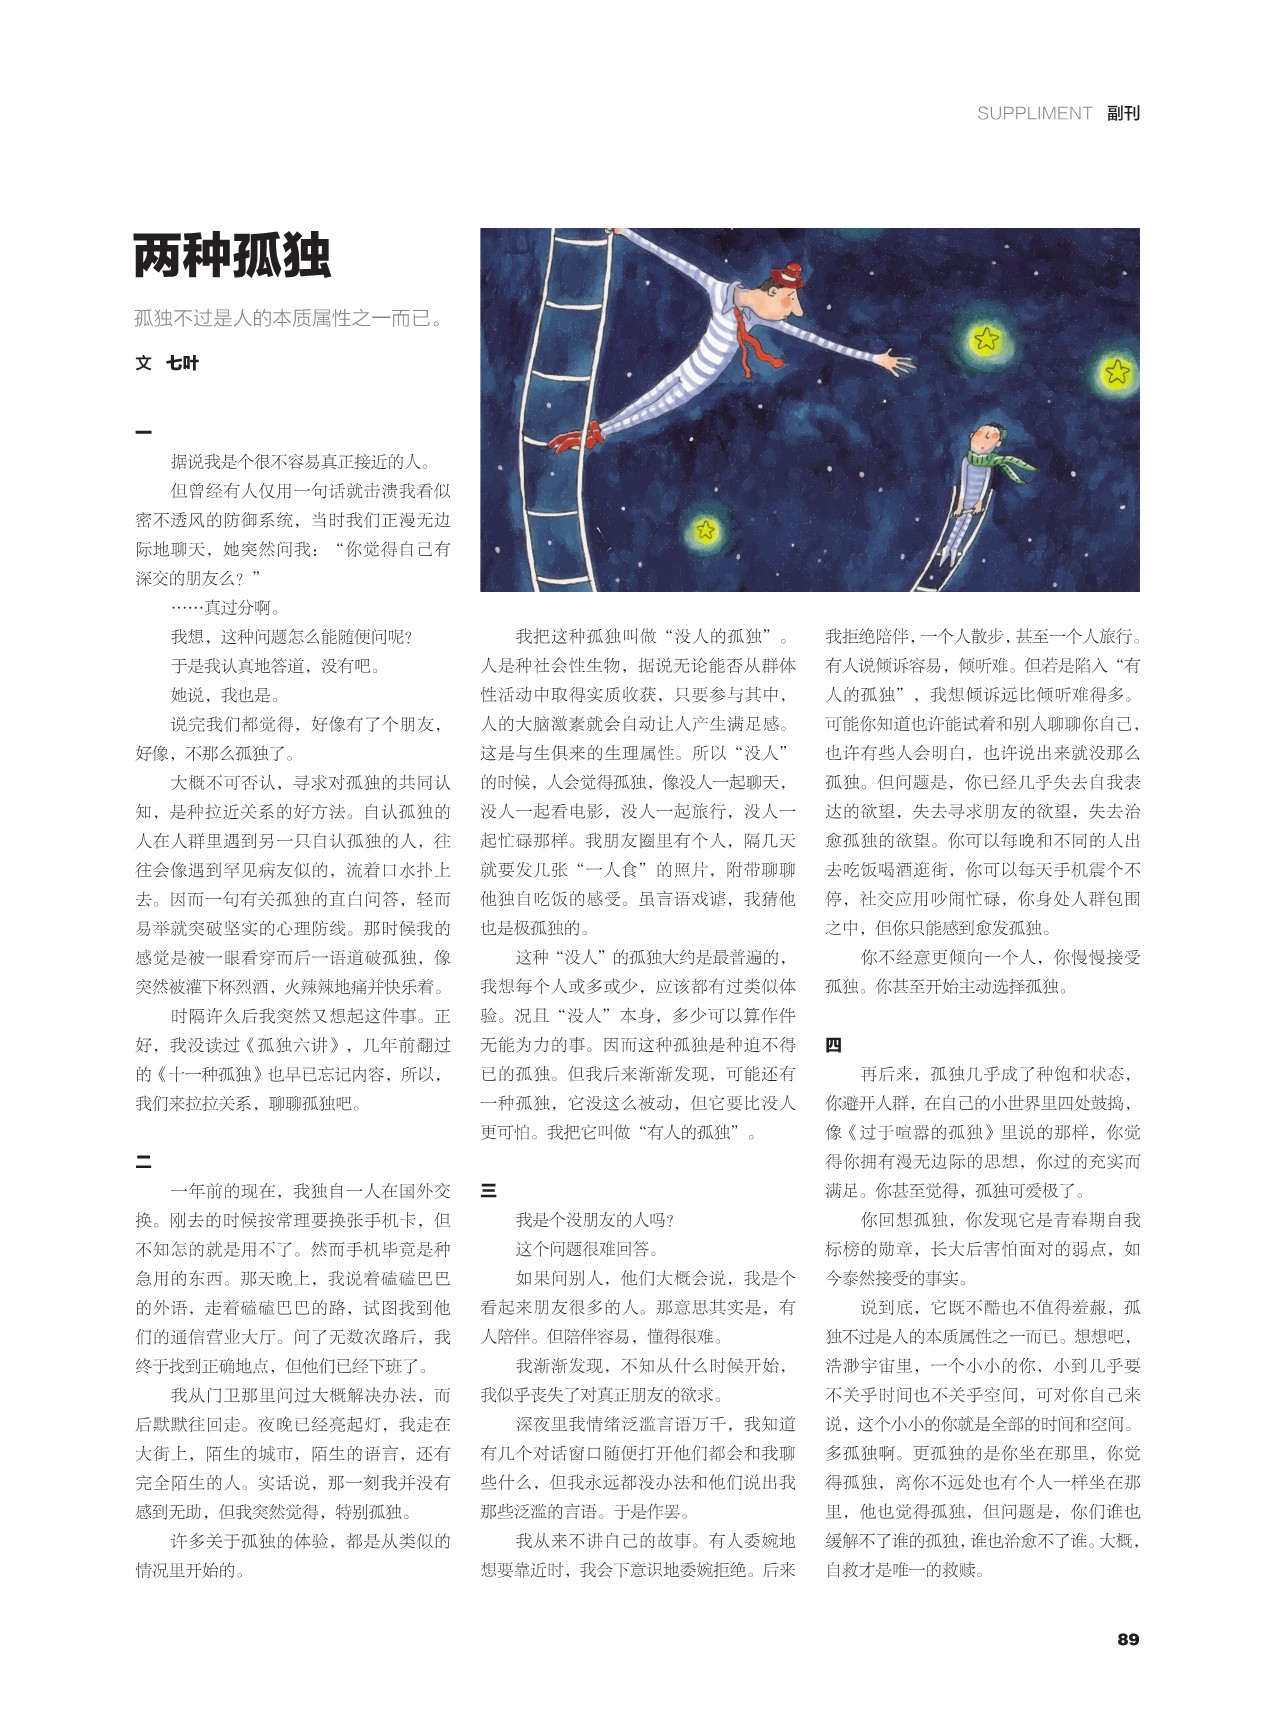 SUPPLIMENT 副刊
两种孤独
孤独不过是人的本质属性之一而已。
文 七叶
一
据说我是个很不容易真正接近的人。
但曾经有人仅用一句话就击溃我看似
密不透风的防御系统，当时我们正漫无边
际地聊天，她突然问我：“你觉得自己有
深交的朋友么？”
……真过分啊。
我想，这种问题怎么能随便问呢？
于是我认真地答道，没有吧。
她说，我也是。
说完我们都觉得，好像有了个朋友，
好像，不那么孤独了。
大概不可否认，寻求对孤独的共同认
知，是种拉近关系的好方法。自认孤独的
人在人群里遇到另一只自认孤独的人，往
往会像遇到罕见病友似的，流着口水扑上
去。因而一句有关孤独的直白问答，轻而
易举就突破坚实的心理防线。那时候我的
感觉是被一眼看穿而后一语道破孤独，像
突然被灌下杯烈酒，火辣辣地痛并快乐着。
时隔许久后我突然又想起这件事。正
好，我没读过《孤独六讲》，几年前翻过
的《十一种孤独》也早已忘记内容，所以，
我们来拉拉关系，聊聊孤独吧。
二
一年前的现在，我独自一人在国外交
换。刚去的时候按常理要换张手机卡，但
不知怎的就是用不了。然而手机毕竟是种
急用的东西。那天晚上，我说着磕磕巴巴
的外语，走着磕磕巴巴的路，试图找到他
们的通信营业大厅。问了无数次路后，我
终于找到正确地点，但他们已经下班了。
我从门卫那里问过大概解决办法，而
后默默往回走。夜晚已经亮起灯，我走在
大街上，陌生的城市，陌生的语言，还有
完全陌生的人。实话说，那一刻我并没有
感到无助，但我突然觉得，特别孤独。
许多关于孤独的体验，都是从类似的
情况里开始的。
我把这种孤独叫做“没人的孤独”。
人是种社会性生物，据说无论能否从群体
性活动中取得实质收获，只要参与其中，
人的大脑激素就会自动让人产生满足感。
这是与生俱来的生理属性。所以“没人”
的时候，人会觉得孤独，像没人一起聊天，
没人一起看电影，没人一起旅行，没人一
起忙碌那样。我朋友圈里有个人，隔几天
就要发几张“一人食”的照片，附带聊聊
他独自吃饭的感受。虽言语戏谑，我猜他
也是极孤独的。
这种“没人”的孤独大约是最普遍的，
我想每个人或多或少，应该都有过类似体
验。况且“没人”本身，多少可以算作件
无能为力的事。因而这种孤独是种迫不得
已的孤独。但我后来渐渐发现，可能还有
一种孤独，它没这么被动，但它要比没人
更可怕。我把它叫做“有人的孤独”。
三
我是个没朋友的人吗？
这个问题很难回答。
如果问别人，他们大概会说，我是个
看起来朋友很多的人。那意思其实是，有
人陪伴。但陪伴容易，懂得很难。
我渐渐发现，不知从什么时候开始，
我似乎丧失了对真正朋友的欲求。
深夜里我情绪泛滥言语万千，我知道
有几个对话窗口随便打开他们都会和我聊
些什么，但我永远都没办法和他们说出我
那些泛滥的言语。于是作罢。
我从来不讲自己的故事。有人委婉地
想要靠近时，我会下意识地委婉拒绝。后来
我拒绝陪伴，一个人散步，甚至一个人旅行。
有人说倾诉容易，倾听难。但若是陷入“有
人的孤独”，我想倾诉远比倾听难得多。
可能你知道也许能试着和别人聊聊你自己，
也许有些人会明白，也许说出来就没那么
孤独。但问题是，你已经几乎失去自我表
达的欲望，失去寻求朋友的欲望，失去治
愈孤独的欲望。你可以每晚和不同的人出
去吃饭喝酒逛街，你可以每天手机震个不
停，社交应用吵闹忙碌，你身处人群包围
之中，但你只能感到愈发孤独。
你不经意更倾向一个人，你慢慢接受
孤独。你甚至开始主动选择孤独。
四
再后来，孤独几乎成了种饱和状态，
你避开人群，在自己的小世界里四处鼓捣，
像《过于喧嚣的孤独》里说的那样，你觉
得你拥有漫无边际的思想，你过的充实而
满足。你甚至觉得，孤独可爱极了。
你回想孤独，你发现它是青春期自我
标榜的勋章，长大后害怕面对的弱点，如
今泰然接受的事实。
说到底，它既不酷也不值得羞赧，孤
独不过是人的本质属性之一而已。想想吧，
浩渺宇宙里，一个小小的你，小到几乎要
不关乎时间也不关乎空间，可对你自己来
说，这个小小的你就是全部的时间和空间。
多孤独啊。更孤独的是你坐在那里，你觉
得孤独，离你不远处也有个人一样坐在那
里，他也觉得孤独，但问题是，你们谁也
缓解不了谁的孤独，谁也治愈不了谁。大概，
自救才是唯一的救赎。
89